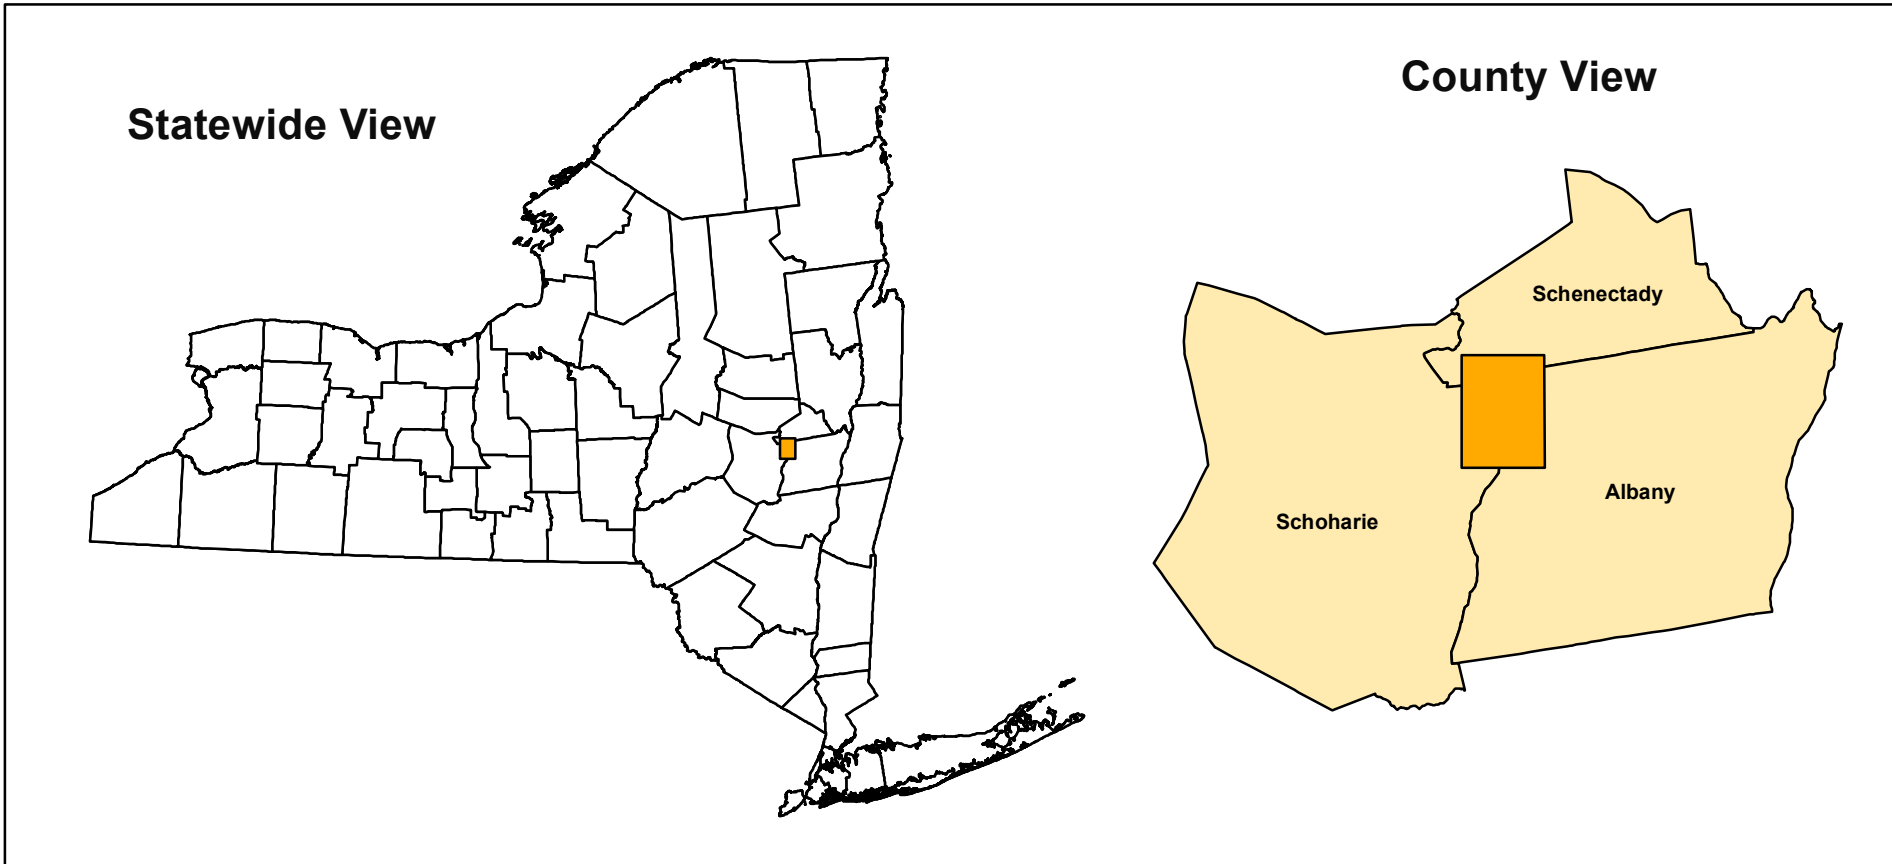 Statewide View
County View
Schenectady
Albany
Schoharie